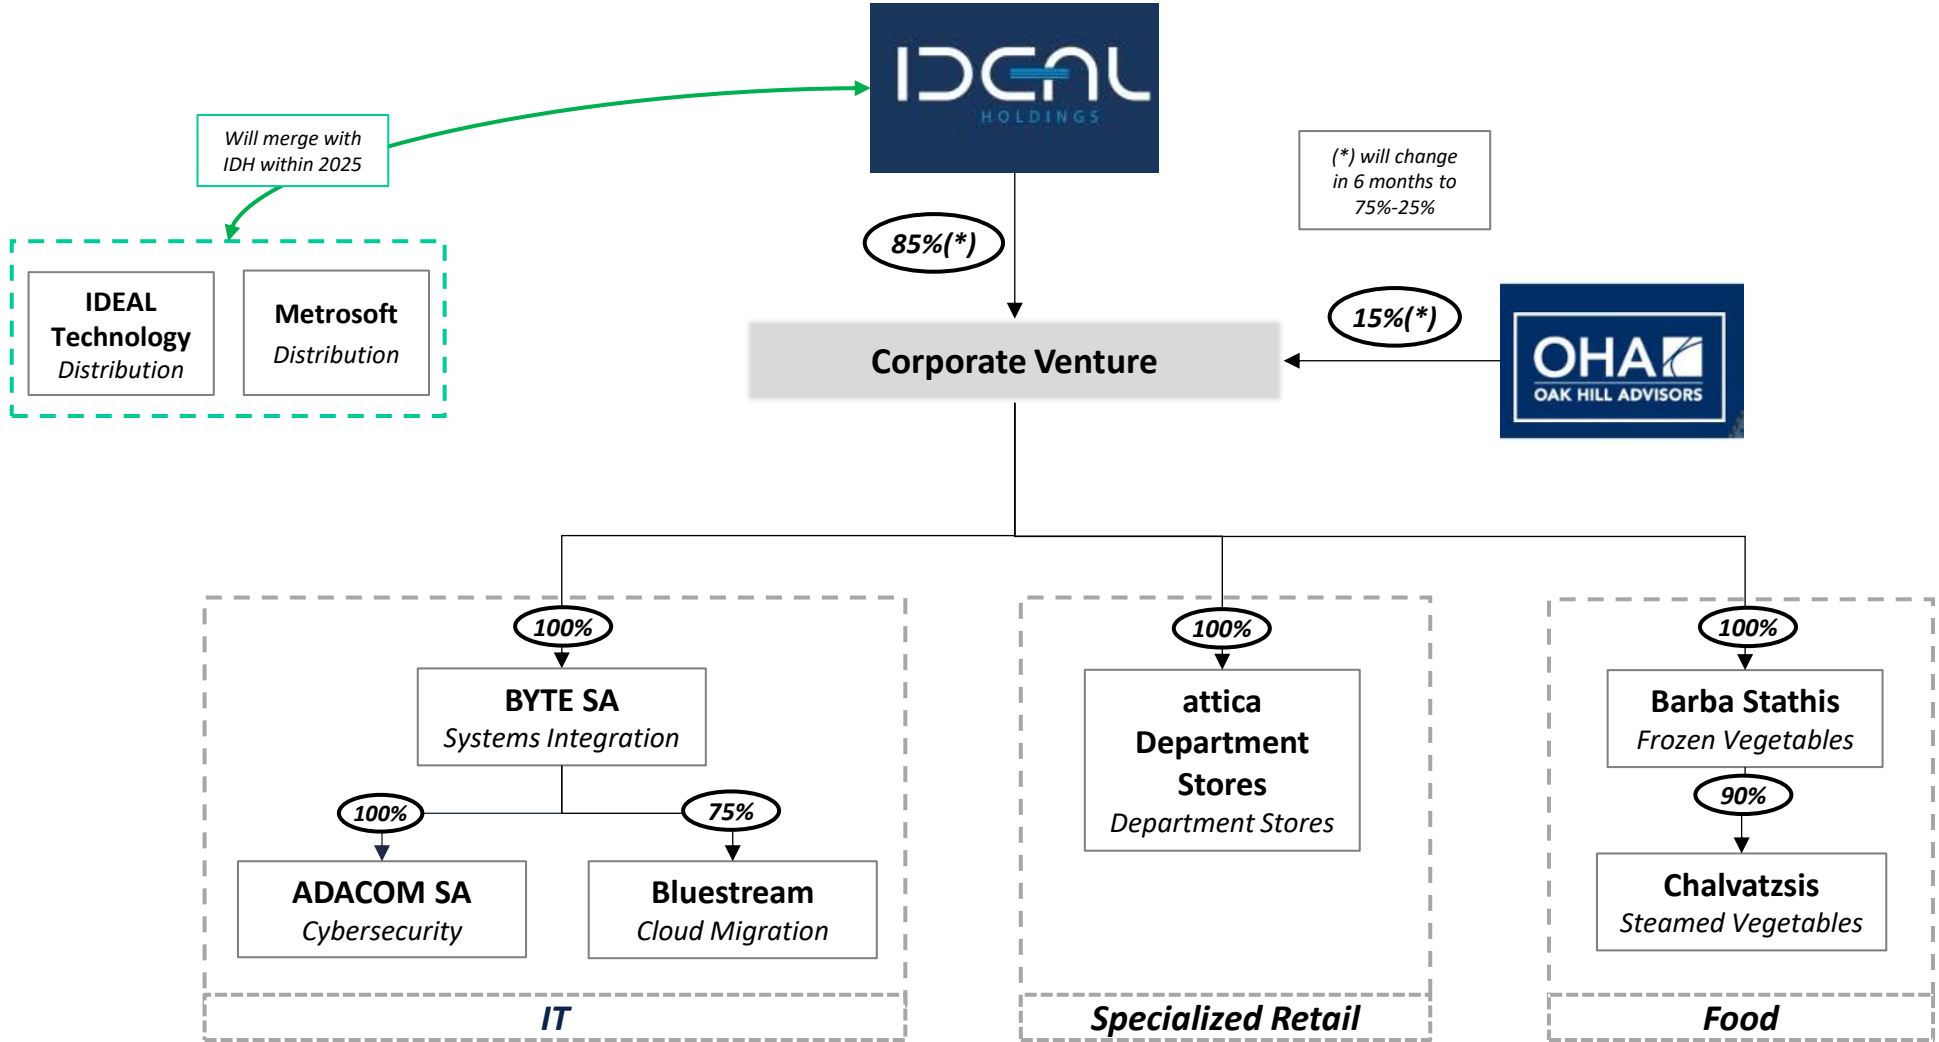 IDEAL
HOLDINGS
Will merge with
IDH within 2025
(*) will change
in 6 months to
75%-25%
85%(*)
IDEAL
Technology
Distribution
Metrosoft
Distribution
15%(*)
Corporate Venture
OHA
OAK HILL ADVISORS
100%
BYTE SA
Systems Integration
100%
75%
ADACOM SA
Cybersecurity
Bluestream
Cloud Migration
IT
100%
attica
Department
Stores
Department Stores
Specialized Retail
100%
Barba Stathis
Frozen Vegetables
90%
Chalvatzsis
Steamed Vegetables
Food